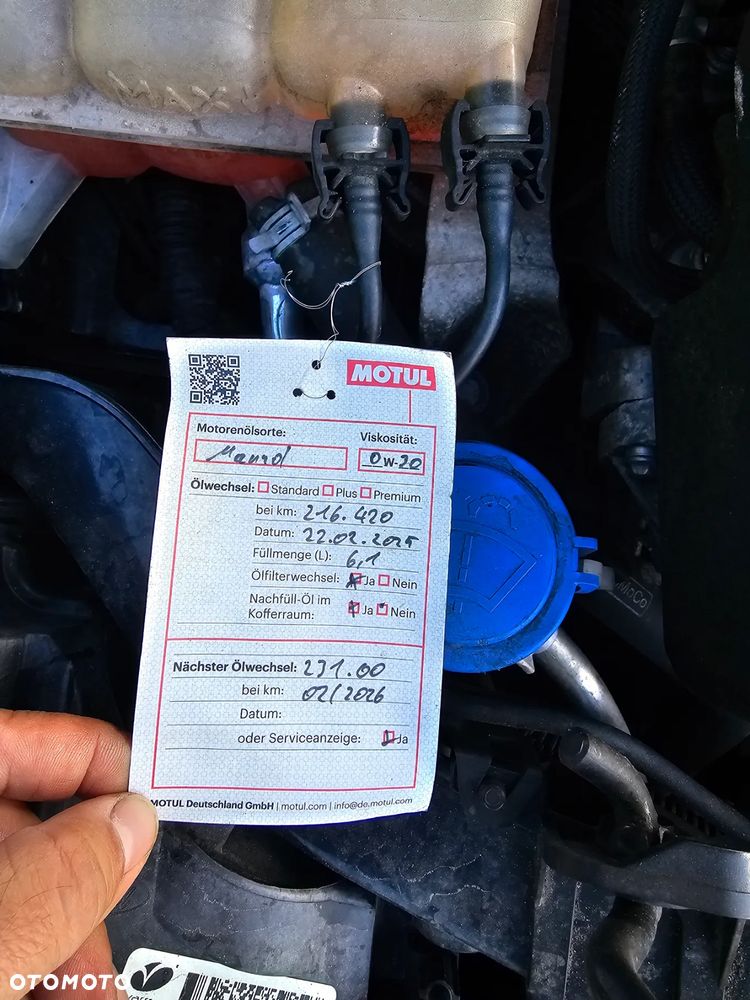 MAX
MOTUL
Motorenölsorte:
Viskosität:
Mannol
0W-20
Ölwechsel: Standard Plus Premium
bei km: 216.420
Datum: 22.02.2025
Füllmenge (L): 6,1
Ölfilterwechsel: Ja Nein
Nachfüll-Öl im
Kofferraum: Ja Nein
Nächster Ölwechsel: 231.00
bei km: 02/2026
Datum:
oder Serviceanzeige: Ja
MOTUL Deutschland GmbH | motul.com | info@de.motul.com
OTOMOTO